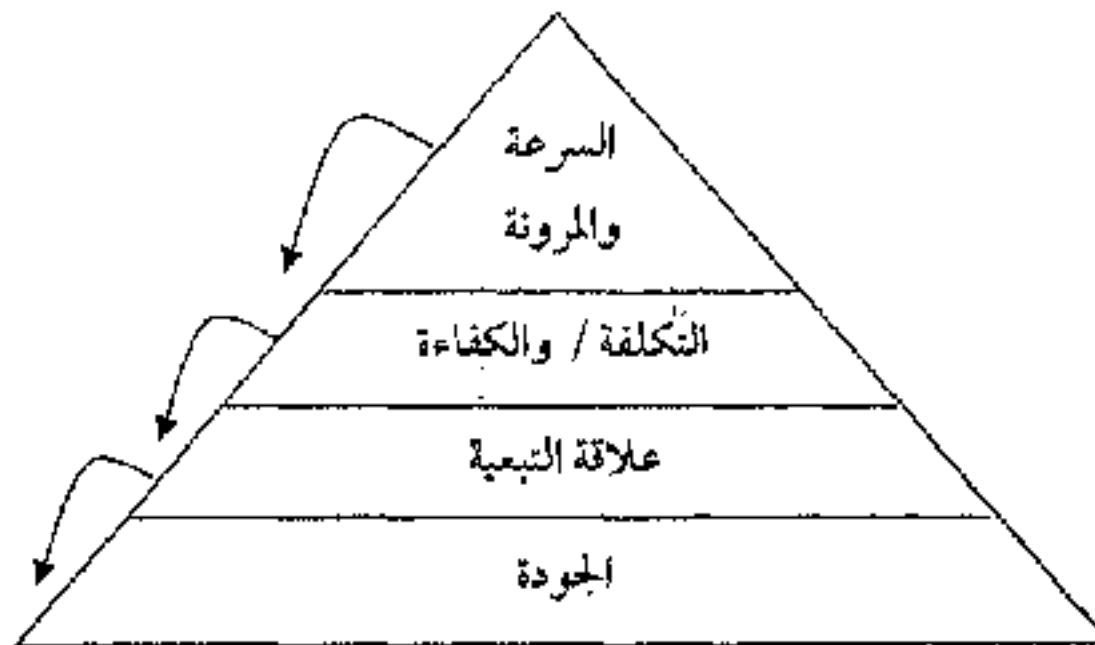 السرعة
والمرونة
التكلفة / والكفاءة
علاقة التبعية
الجودة